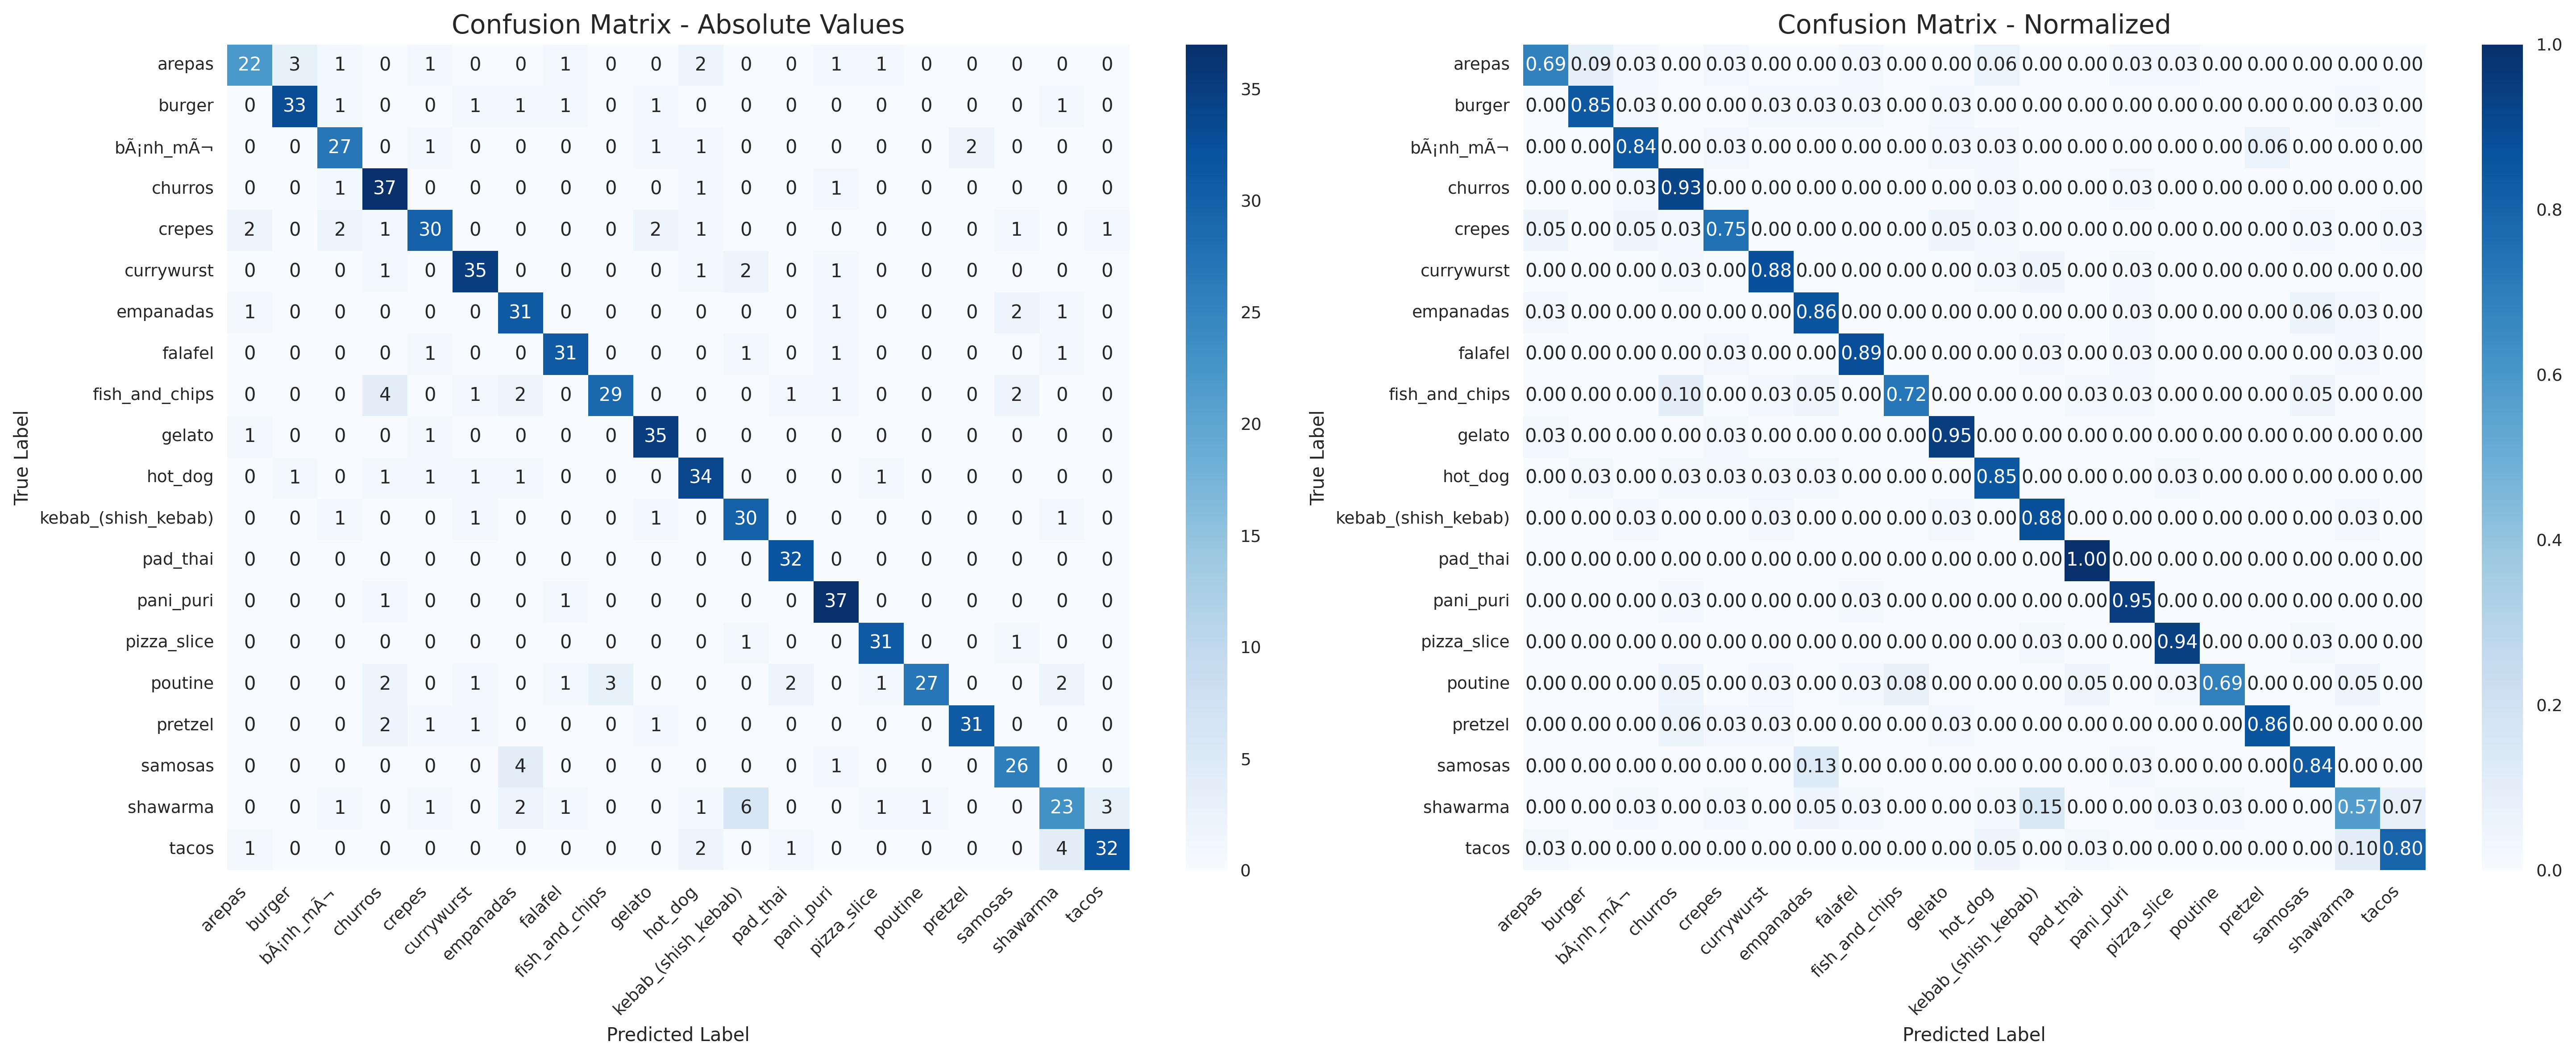 Confusion Matrix - Absolute Values
True Label
arepas 22 3 1 0 1 0 0 1 0 0 2 0 0 1 1 0 0 0 0 0
burger 0 33 1 0 0 1 1 1 0 1 0 0 0 0 0 0 0 0 1 0
bÃ¡nh_mÃ¬ 0 0 27 0 1 0 0 0 0 1 1 0 0 0 0 0 2 0 0 0
churros 0 0 1 37 0 0 0 0 0 0 1 0 0 1 0 0 0 0 0 0
crepes 2 0 2 1 30 0 0 0 0 2 1 0 0 0 0 0 0 1 0 1
currywurst 0 0 0 1 0 35 0 0 0 0 1 2 0 1 0 0 0 0 0 0
empanadas 1 0 0 0 0 0 31 0 0 0 0 0 0 1 0 0 0 2 1 0
falafel 0 0 0 0 1 0 0 31 0 0 0 1 0 1 0 0 0 0 1 0
fish_and_chips 0 0 0 4 0 1 2 0 29 0 0 0 1 1 0 0 0 2 0 0
gelato 1 0 0 0 1 0 0 0 0 35 0 0 0 0 0 0 0 0 0 0
hot_dog 0 1 0 1 1 1 1 0 0 0 34 0 0 0 1 0 0 0 0 0
kebab_(shish_kebab) 0 0 1 0 0 1 0 0 0 1 0 30 0 0 0 0 0 0 1 0
pad_thai 0 0 0 0 0 0 0 0 0 0 0 0 32 0 0 0 0 0 0 0
pani_puri 0 0 0 1 0 0 0 1 0 0 0 0 0 37 0 0 0 0 0 0
pizza_slice 0 0 0 0 0 0 0 0 0 0 0 1 0 0 31 0 0 1 0 0
poutine 0 0 0 2 0 1 0 1 3 0 0 0 2 0 1 27 0 0 2 0
pretzel 0 0 0 2 1 1 0 0 0 1 0 0 0 0 0 0 31 0 0 0
samosas 0 0 0 0 0 0 4 0 0 0 0 0 0 1 0 0 0 26 0 0
shawarma 0 0 1 0 1 0 2 1 0 0 1 6 0 0 1 1 0 0 23 3
tacos 1 0 0 0 0 0 0 0 0 0 2 0 1 0 0 0 0 0 4 32
arepas burger bÃ¡nh_mÃ¬ churros crepes currywurst empanadas falafel fish_and_chips gelato hot_dog kebab_(shish_kebab) pad_thai pani_puri pizza_slice poutine pretzel samosas shawarma tacos
Predicted Label
35
30
25
20
15
10
5
0
Confusion Matrix - Normalized
True Label
arepas 0.69 0.09 0.03 0.00 0.03 0.00 0.00 0.03 0.00 0.00 0.06 0.00 0.00 0.03 0.03 0.00 0.00 0.00 0.00 0.00
burger 0.00 0.85 0.03 0.00 0.00 0.03 0.03 0.03 0.00 0.03 0.00 0.00 0.00 0.00 0.00 0.00 0.00 0.00 0.03 0.00
bÃ¡nh_mÃ¬ 0.00 0.00 0.84 0.00 0.03 0.00 0.00 0.00 0.00 0.03 0.03 0.00 0.00 0.00 0.00 0.00 0.06 0.00 0.00 0.00
churros 0.00 0.00 0.03 0.93 0.00 0.00 0.00 0.00 0.00 0.00 0.03 0.00 0.00 0.03 0.00 0.00 0.00 0.00 0.00 0.00
crepes 0.05 0.00 0.05 0.03 0.75 0.00 0.00 0.00 0.00 0.05 0.03 0.00 0.00 0.00 0.00 0.00 0.00 0.03 0.00 0.03
currywurst 0.00 0.00 0.00 0.03 0.00 0.88 0.00 0.00 0.00 0.00 0.03 0.05 0.00 0.03 0.00 0.00 0.00 0.00 0.00 0.00
empanadas 0.03 0.00 0.00 0.00 0.00 0.00 0.86 0.00 0.00 0.00 0.00 0.00 0.00 0.03 0.00 0.00 0.00 0.06 0.03 0.00
falafel 0.00 0.00 0.00 0.00 0.03 0.00 0.00 0.89 0.00 0.00 0.00 0.03 0.00 0.03 0.00 0.00 0.00 0.00 0.03 0.00
fish_and_chips 0.00 0.00 0.00 0.10 0.00 0.03 0.05 0.00 0.72 0.00 0.00 0.00 0.03 0.03 0.00 0.00 0.00 0.05 0.00 0.00
gelato 0.03 0.00 0.00 0.00 0.03 0.00 0.00 0.00 0.00 0.95 0.00 0.00 0.00 0.00 0.00 0.00 0.00 0.00 0.00 0.00
hot_dog 0.00 0.03 0.00 0.03 0.03 0.03 0.03 0.00 0.00 0.00 0.85 0.00 0.00 0.00 0.03 0.00 0.00 0.00 0.00 0.00
kebab_(shish_kebab) 0.00 0.00 0.03 0.00 0.00 0.03 0.00 0.00 0.00 0.03 0.00 0.88 0.00 0.00 0.00 0.00 0.00 0.00 0.03 0.00
pad_thai 0.00 0.00 0.00 0.00 0.00 0.00 0.00 0.00 0.00 0.00 0.00 0.00 1.00 0.00 0.00 0.00 0.00 0.00 0.00 0.00
pani_puri 0.00 0.00 0.00 0.03 0.00 0.00 0.00 0.03 0.00 0.00 0.00 0.00 0.00 0.95 0.00 0.00 0.00 0.00 0.00 0.00
pizza_slice 0.00 0.00 0.00 0.00 0.00 0.00 0.00 0.00 0.00 0.00 0.00 0.03 0.00 0.00 0.94 0.00 0.00 0.03 0.00 0.00
poutine 0.00 0.00 0.00 0.05 0.00 0.03 0.00 0.03 0.08 0.00 0.00 0.00 0.05 0.00 0.03 0.69 0.00 0.00 0.05 0.00
pretzel 0.00 0.00 0.00 0.06 0.03 0.03 0.00 0.00 0.00 0.03 0.00 0.00 0.00 0.00 0.00 0.00 0.86 0.00 0.00 0.00
samosas 0.00 0.00 0.00 0.00 0.00 0.00 0.13 0.00 0.00 0.00 0.00 0.00 0.00 0.03 0.00 0.00 0.00 0.84 0.00 0.00
shawarma 0.00 0.00 0.03 0.00 0.03 0.00 0.05 0.03 0.00 0.00 0.03 0.15 0.00 0.00 0.03 0.03 0.00 0.00 0.57 0.07
tacos 0.03 0.00 0.00 0.00 0.00 0.00 0.00 0.00 0.00 0.00 0.05 0.00 0.03 0.00 0.00 0.00 0.00 0.00 0.10 0.80
arepas burger bÃ¡nh_mÃ¬ churros crepes currywurst empanadas falafel fish_and_chips gelato hot_dog kebab_(shish_kebab) pad_thai pani_puri pizza_slice poutine pretzel samosas shawarma tacos
Predicted Label
1.0
0.8
0.6
0.4
0.2
0.0